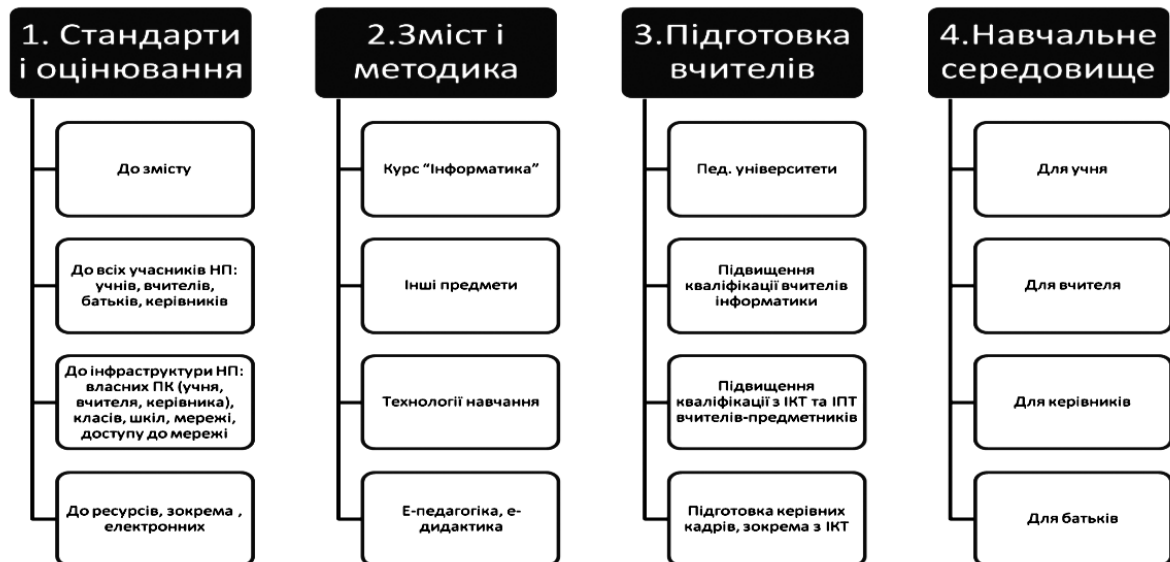 1. Стандарти
і оцінювання
До змісту
До всіх учасників НП:
учнів, вчителів,
батьків, керівників
До інфраструктури НП:
власних ПК (учня,
вчителя, керівника),
класів, шкіл, мережі,
доступу до мережі
До ресурсів, зокрема ,
електронних
2.Зміст і
методика
Курс “Інформатика”
Інші предмети
Технології навчання
Е-педагогіка, е-
дидактика
3.Підготовка
вчителів
Пед. університети
Підвищення
кваліфікації вчителів
інформатики
Підвищення
кваліфікації з ІКТ та ІПТ
вчителів-предметників
Підготовка керівних
кадрів, зокрема з ІКТ
4.Навчальне
середовище
Для учня
Для вчителя
Для керівників
Для батьків